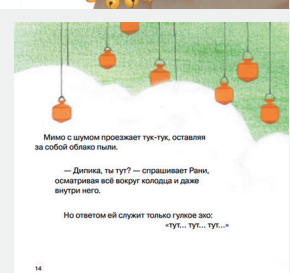 Мимо с шумом проезжает тук-тук, оставляя
за собой облако пыли.
— Дипика, ты тут? — спрашивает Рани,
осматривая всё вокруг колодца и даже
внутри него.
Но ответом ей служит только гулкое эхо:
«тут... тут... тут...»
14